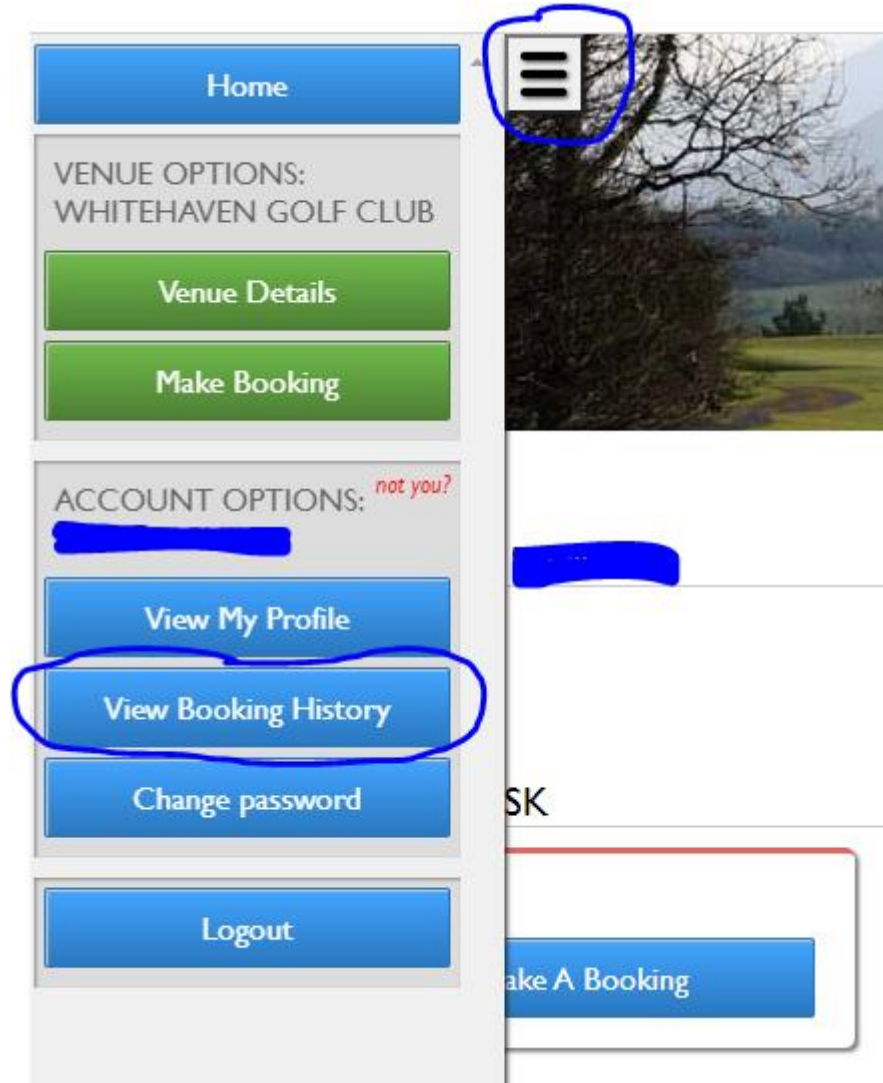 Home
VENUE OPTIONS:
WHITEHAVEN GOLF CLUB
Venue Details
Make Booking
ACCOUNT OPTIONS: not you?
View My Profile
View Booking History
Change password
SK
Logout
ake A Booking